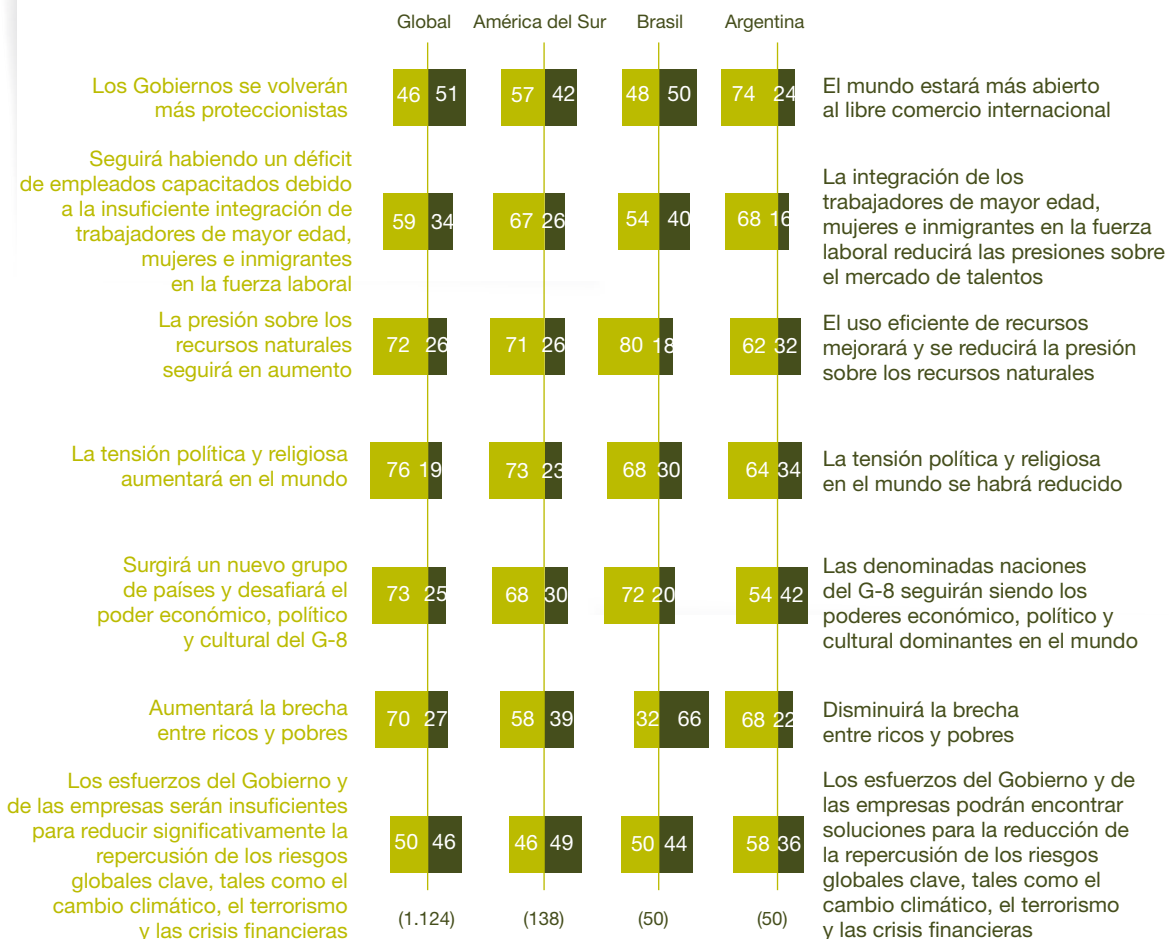 Global América del Sur Brasil Argentina
Los Gobiernos se volverán
más proteccionistas
46 51 57 42 48 50 74 24
El mundo estará más abierto
al libre comercio internacional
Seguirá habiendo un déficit
de empleados capacitados debido
a la insuficiente integración de
trabajadores de mayor edad,
mujeres e inmigrantes
en la fuerza laboral
59 34 67 26 54 40 68 16
La integración de los
trabajadores de mayor edad,
mujeres e inmigrantes en la fuerza
laboral reducirá las presiones sobre
el mercado de talentos
La presión sobre los
recursos naturales
seguirá en aumento
72 26 71 26 80 18 62 32
El uso eficiente de recursos
mejorará y se reducirá la presión
sobre los recursos naturales
La tensión política y religiosa
aumentará en el mundo
76 19 73 23 68 30 64 34
La tensión política y religiosa
en el mundo se habrá reducido
Surgirá un nuevo grupo
de países y desafiará el
poder económico, político
y cultural del G-8
73 25 68 30 72 20 54 42
Las denominadas naciones
del G-8 seguirán siendo los
poderes económico, político y
cultural dominantes en el mundo
Aumentará la brecha
entre ricos y pobres
70 27 58 39 32 66 68 22
Disminuirá la brecha
entre ricos y pobres
Los esfuerzos del Gobierno y
de las empresas serán insuficientes
para reducir significativamente la
repercusión de los riesgos
globales clave, tales como el
cambio climático, el terrorismo
y las crisis financieras
50 46 46 49 50 44 58 36
Los esfuerzos del Gobierno y de
las empresas podrán encontrar
soluciones para la reducción de
la repercusión de los riesgos
globales clave, tales como el
cambio climático, el terrorismo
y las crisis financieras
(1.124) (138) (50) (50)